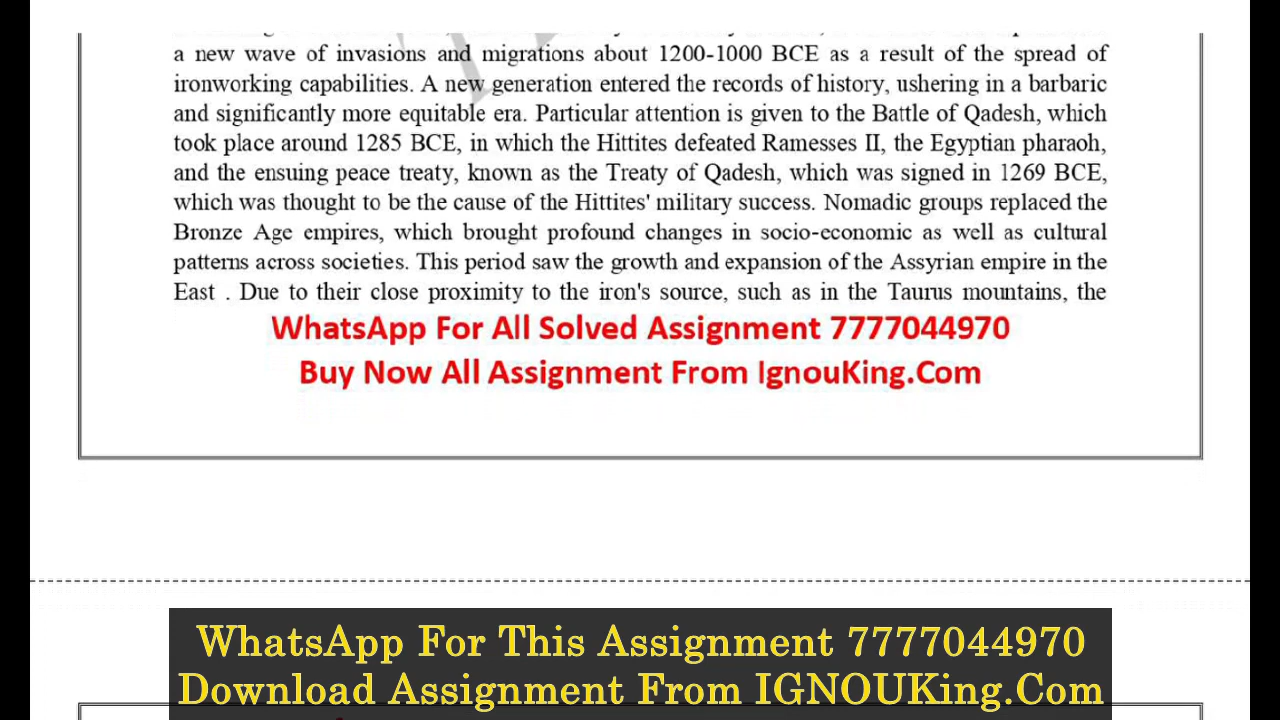 a new wave of invasions and migrations about 1200-1000 BCE as a result of the spread of
ironworking capabilities. A new generation entered the records of history, ushering in a barbaric
and significantly more equitable era. Particular attention is given to the Battle of Qadesh, which
took place around 1285 BCE, in which the Hittites defeated Ramesses II, the Egyptian pharaoh,
and the ensuing peace treaty, known as the Treaty of Qadesh, which was signed in 1269 BCE,
which was thought to be the cause of the Hittites' military success. Nomadic groups replaced the
Bronze Age empires, which brought profound changes in socio-economic as well as cultural
patterns across societies. This period saw the growth and expansion of the Assyrian empire in the
East . Due to their close proximity to the iron's source, such as in the Taurus mountains, the
WhatsApp For All Solved Assignment 7777044970
Buy Now All Assignment From IgnouKing.Com
WhatsApp For This Assignment 7777044970
Download Assignment From IGNOUKing.Com